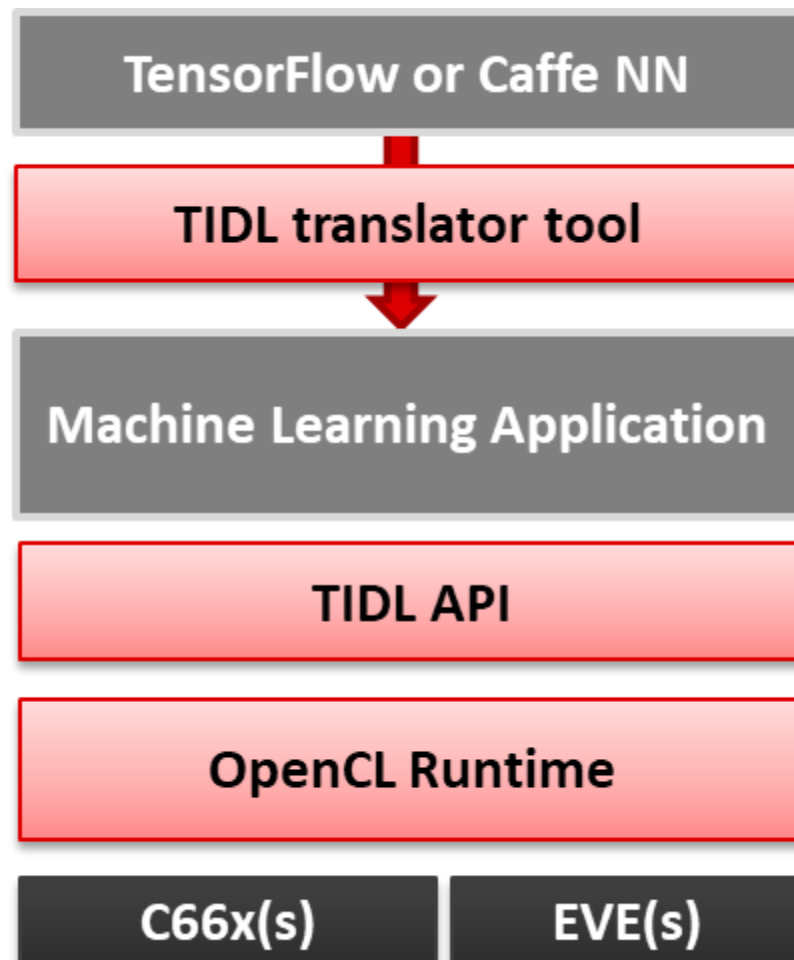 TensorFlow or Caffe NN
TIDL translator tool
Machine Learning Application
TIDL API
OpenCL Runtime
C66x(s)
EVE(s)